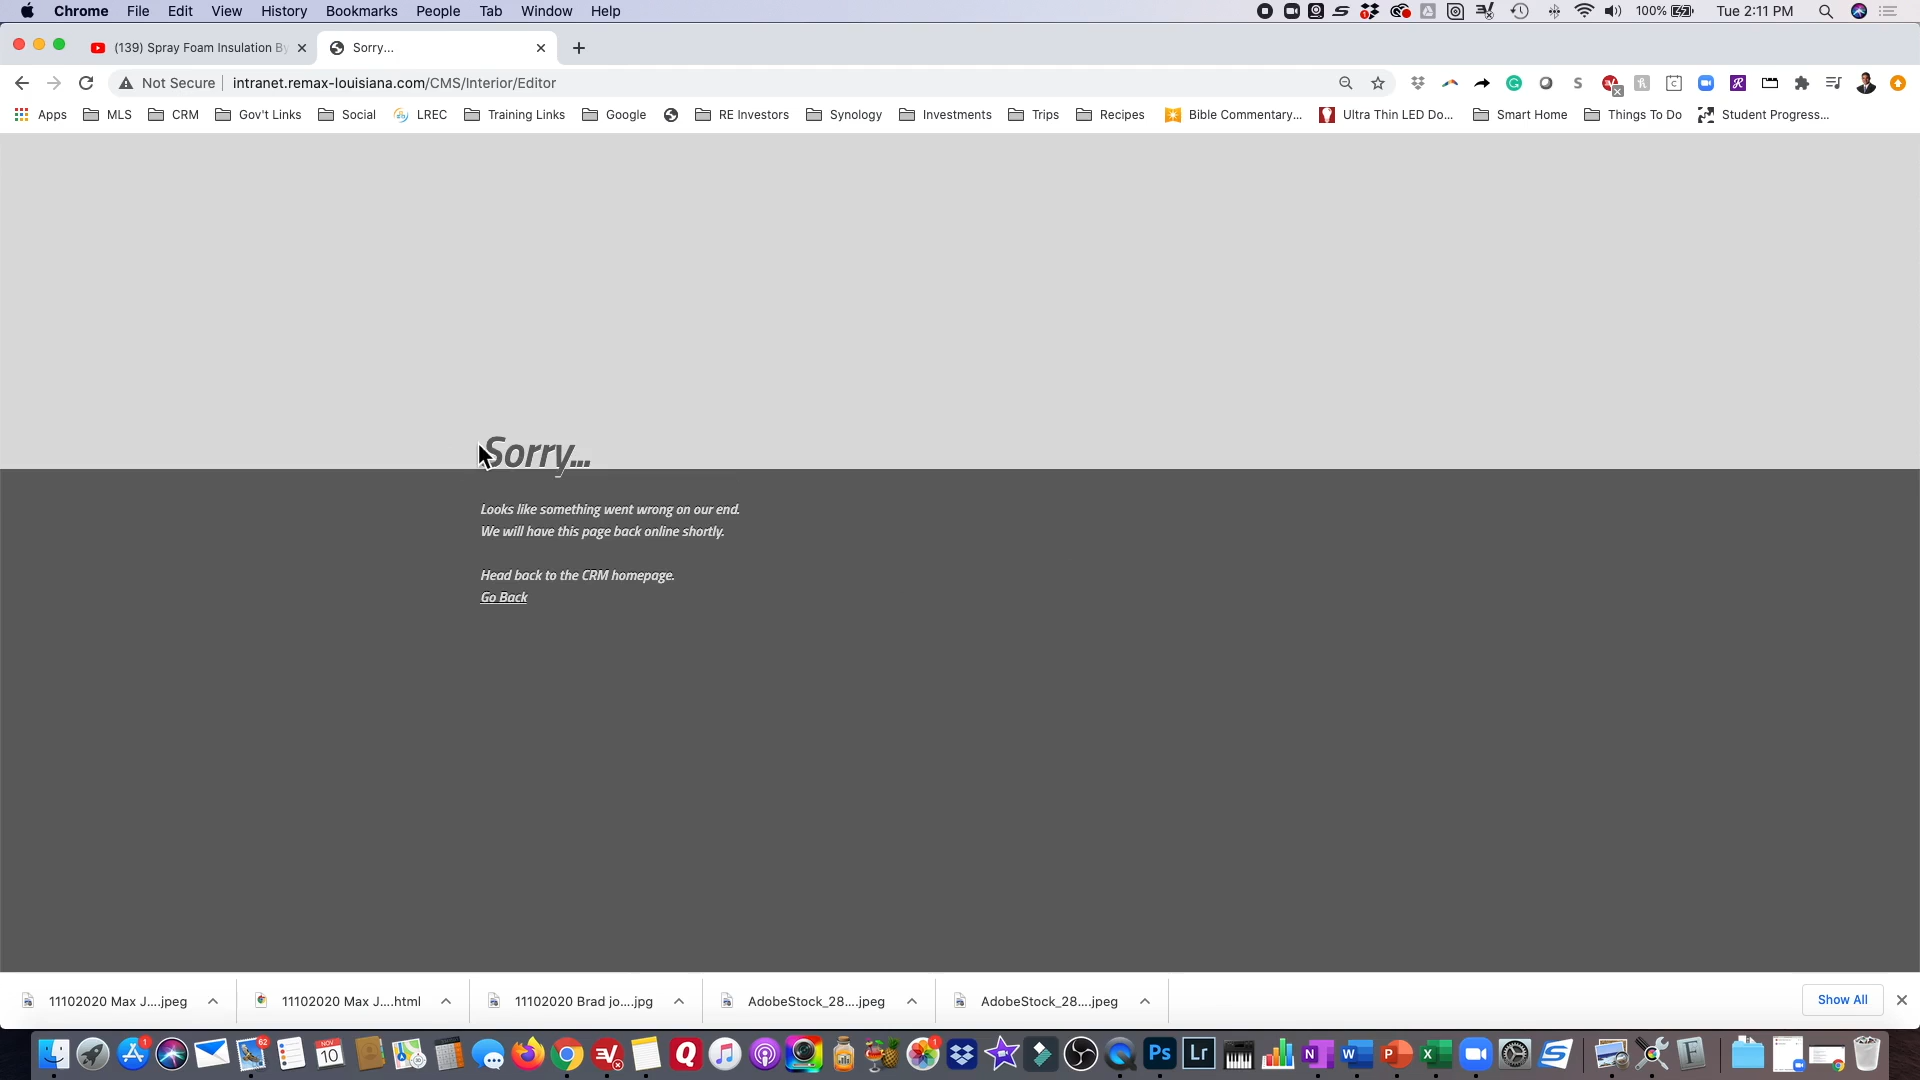 Chrome File Edit View History Bookmarks People Tab Window Help 100% Tue 2:11 PM
(139) Spray Foam Insulation By Sorry...
Not Secure intranet.remax-louisiana.com/CMS/Interior/Editor
Apps MLS CRM Gov't Links Social LREC Training Links Google RE Investors Synology Investments Trips Recipes Bible Commentary... Ultra Thin LED Do... Smart Home Things To Do Student Progress...
Sorry...
Looks like something went wrong on our end.
We will have this page back online shortly.
Head back to the CRM homepage.
Go Back
11102020 Max J....jpeg 11102020 Max J....html 11102020 Brad jo....jpg AdobeStock_28....jpeg AdobeStock_28....jpeg Show All